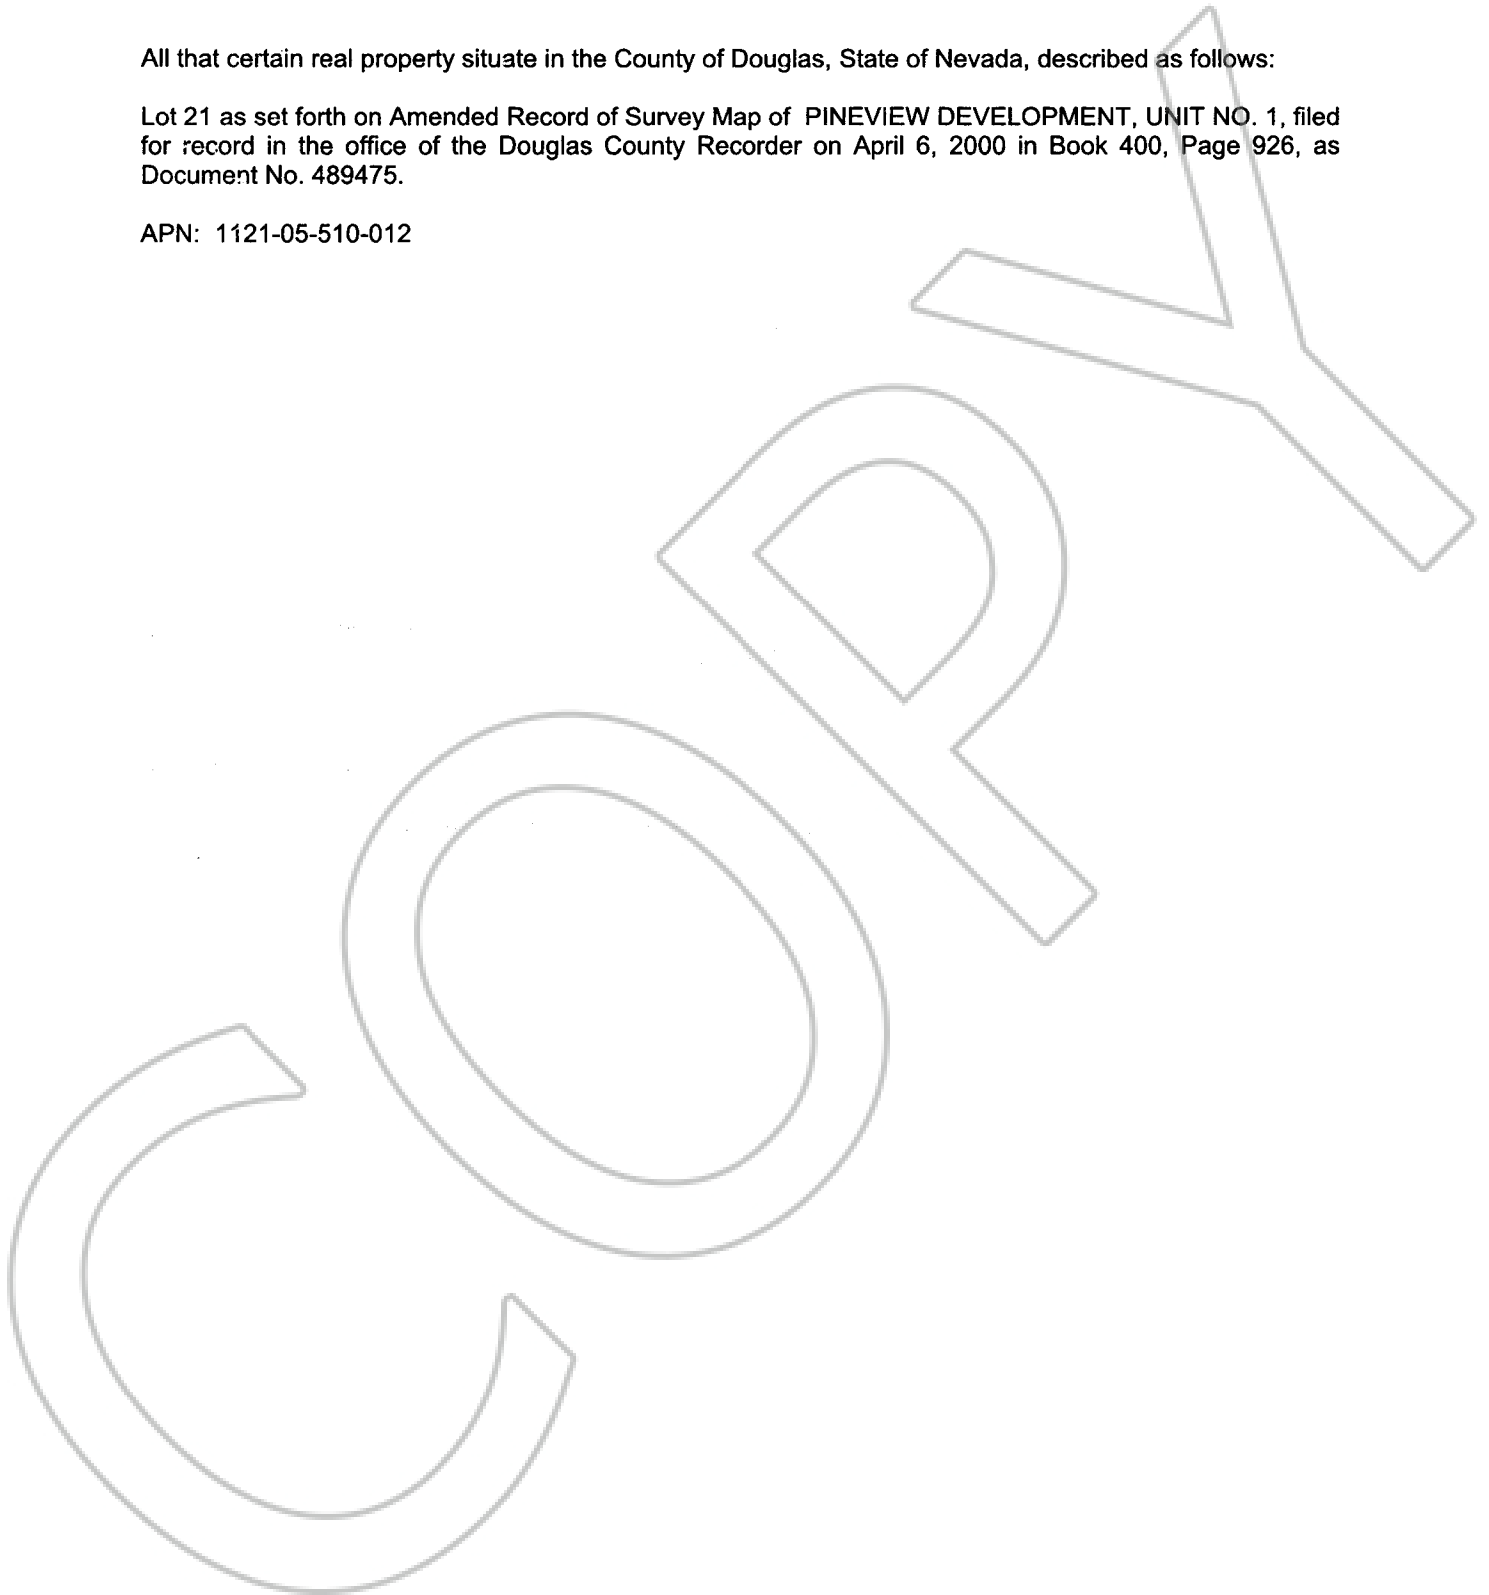 All that certain real property situate in the County of Douglas, State of Nevada, described as follows:
Lot 21 as set forth on Amended Record of Survey Map of PINEVIEW DEVELOPMENT, UNIT NO. 1, filed
for record in the office of the Douglas County Recorder on April 6, 2000 in Book 400, Page 926, as
Document No. 489475.
APN: 1121-05-510-012
COPY